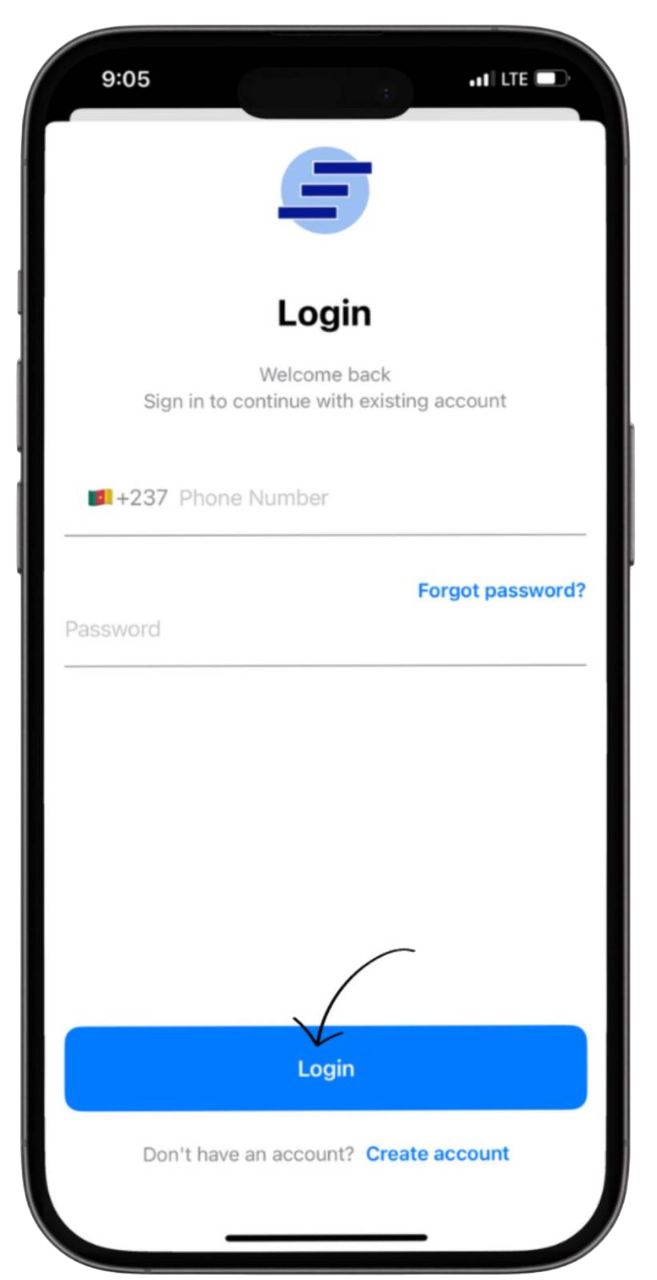 9:05 LTE
Login
Welcome back
Sign in to continue with existing account
+237 Phone Number
Forgot password?
Password
Login
Don't have an account? Create account